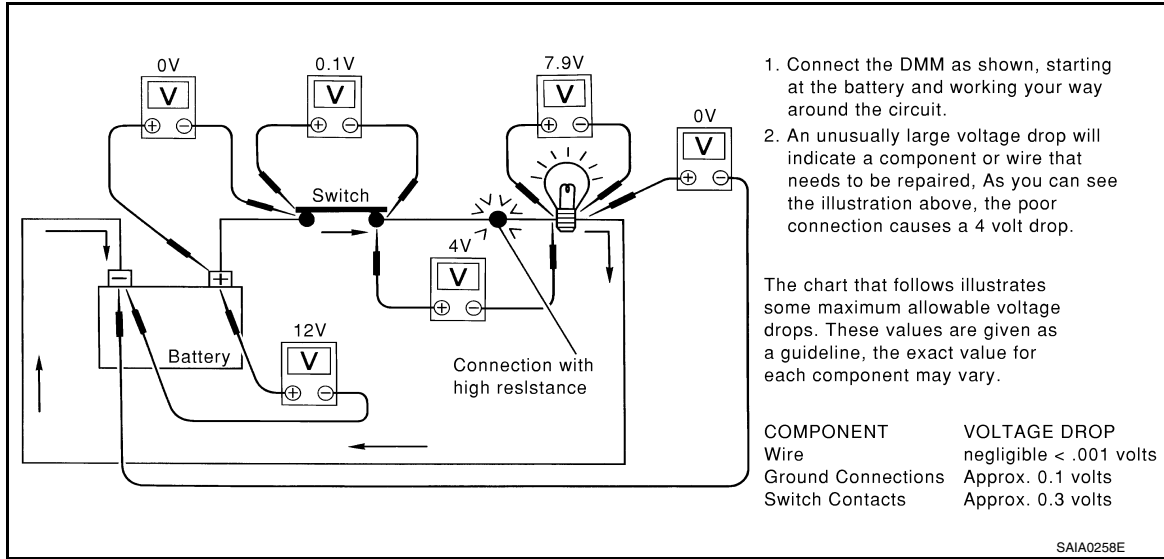 0V
0.1V
7.9V
0V
V
V
V
V
Switch
4V
V
12V
V
Battery
Connection with
high reslstance
1. Connect the DMM as shown, starting
at the battery and working your way
around the circuit.
2. An unusually large voltage drop will
indicate a component or wire that
needs to be repaired, As you can see
the illustration above, the poor
connection causes a 4 volt drop.
The chart that follows illustrates
some maximum allowable voltage
drops. These values are given as
a guideline, the exact value for
each component may vary.
COMPONENT VOLTAGE DROP
Wire negligible < .001 volts
Ground Connections Approx. 0.1 volts
Switch Contacts Approx. 0.3 volts
SAIA0258E